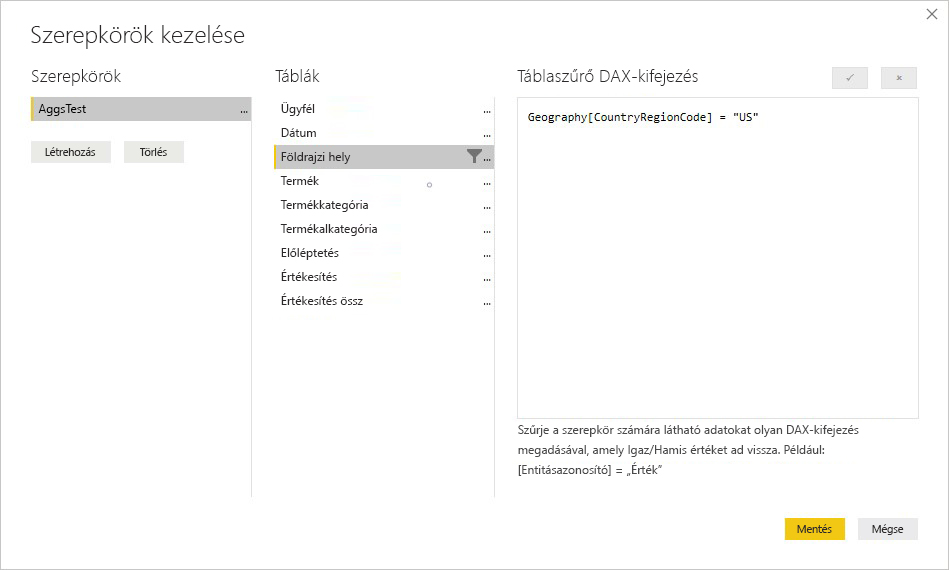 Szerepkörök kezelése
Szerepkörök
AggsTest
...
Létrehozás
Törlés
Táblák
Ügyfél ...
Dátum ...
Földrajzi hely ...
Termék ...
Termékkategória ...
Termékalkategória ...
Előléptetés ...
Értékesítés ...
Értékesítés össz ...
Táblaszűrő DAX-kifejezés
Geography[CountryRegionCode] = "US"
Szűrje a szerepkör számára látható adatokat olyan DAX-kifejezés
megadásával, amely Igaz/Hamis értéket ad vissza. Például:
[Entitásazonosító] = „Érték”
Mentés
Mégse